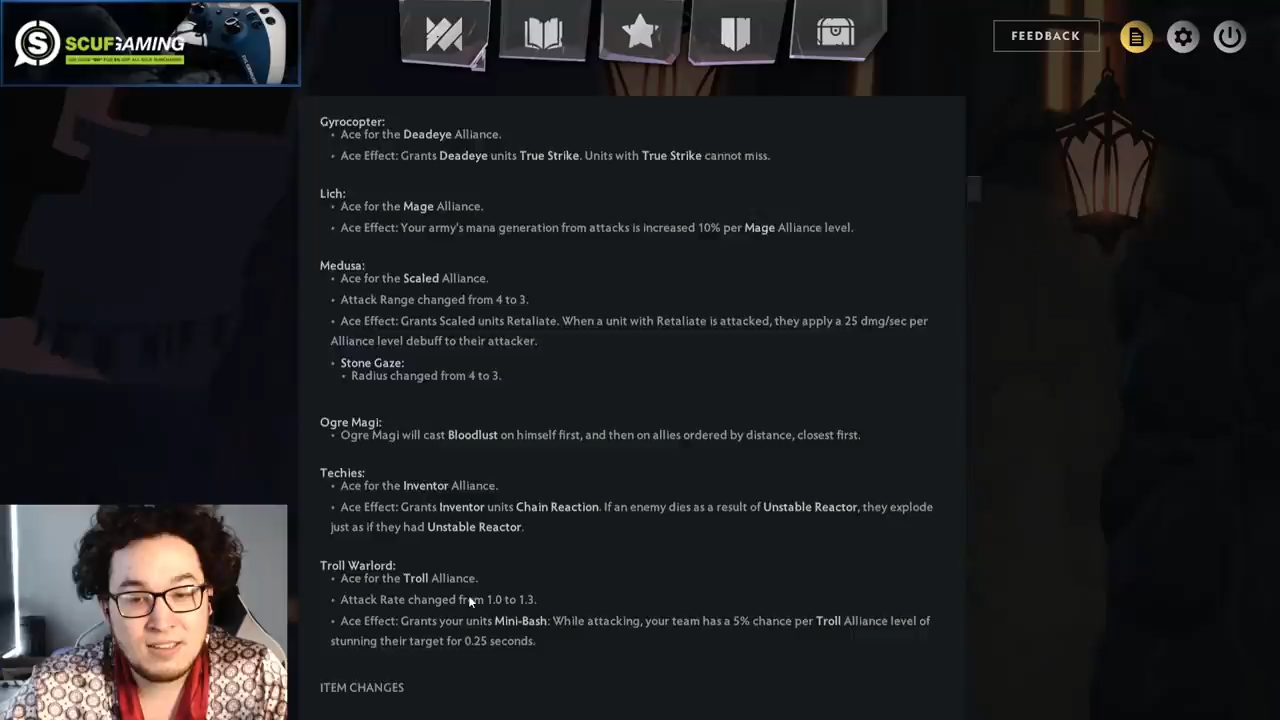 SCUFGAMING
FEEDBACK
Gyrocopter:
• Ace for the Deadeye Alliance.
• Ace Effect: Grants Deadeye units True Strike. Units with True Strike cannot miss.
Lich:
• Ace for the Mage Alliance.
• Ace Effect: Your army's mana generation from attacks is increased 10% per Mage Alliance level.
Medusa:
• Ace for the Scaled Alliance.
• Attack Range changed from 4 to 3.
• Ace Effect: Grants Scaled units Retaliate. When a unit with Retaliate is attacked, they apply a 25 dmg/sec per
Alliance level debuff to their attacker.
• Stone Gaze:
• Radius changed from 4 to 3.
Ogre Magi:
• Ogre Magi will cast Bloodlust on himself first, and then on allies ordered by distance, closest first.
Techies:
• Ace for the Inventor Alliance.
• Ace Effect: Grants Inventor units Chain Reaction. If an enemy dies as a result of Unstable Reactor, they explode
just as if they had Unstable Reactor.
Troll Warlord:
• Ace for the Troll Alliance.
• Attack Rate changed from 1.0 to 1.3.
• Ace Effect: Grants your units Mini-Bash: While attacking, your team has a 5% chance per Troll Alliance level of
stunning their target for 0.25 seconds.
ITEM CHANGES